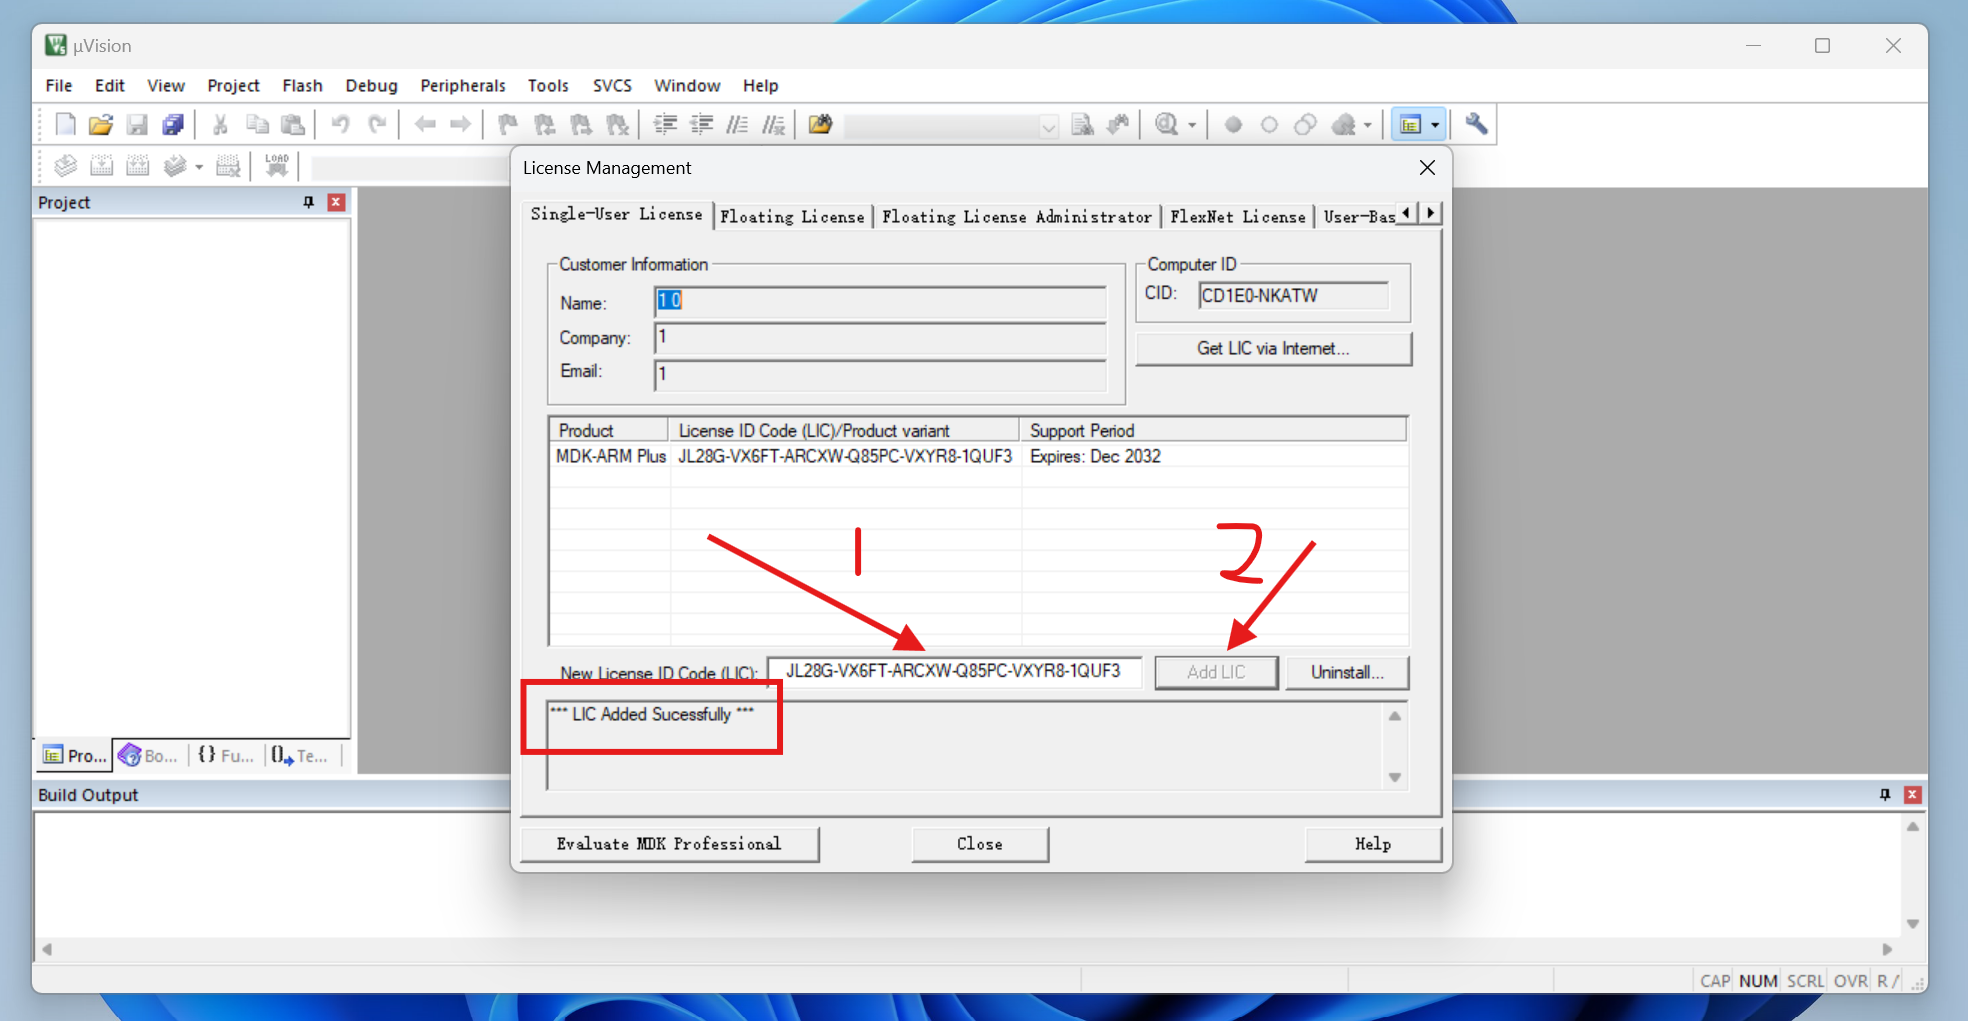 µVision
File Edit View Project Flash Debug Peripherals Tools SVCS Window Help
LOAD
Project
License Management
Single-User License Floating License Floating License Administrator FlexNet License User-Bas
Customer Information
Name: 1 0
Company: 1
Email: 1
Computer ID
CID: CD1E0-NKATW
Get LIC via Internet...
Product License ID Code (LIC)/Product variant Support Period
MDK-ARM Plus JL28G-VX6FT-ARCXW-Q85PC-VXYR8-1QUF3 Expires: Dec 2032
1 2
New License ID Code (LIC): JL28G-VX6FT-ARCXW-Q85PC-VXYR8-1QUF3 Add LIC Uninstall...
*** LIC Added Sucessfully ***
Pro... Bo... {} Fu... Te...
Evaluate MDK Professional Close Help
Build Output
CAP NUM SCRL OVR R /